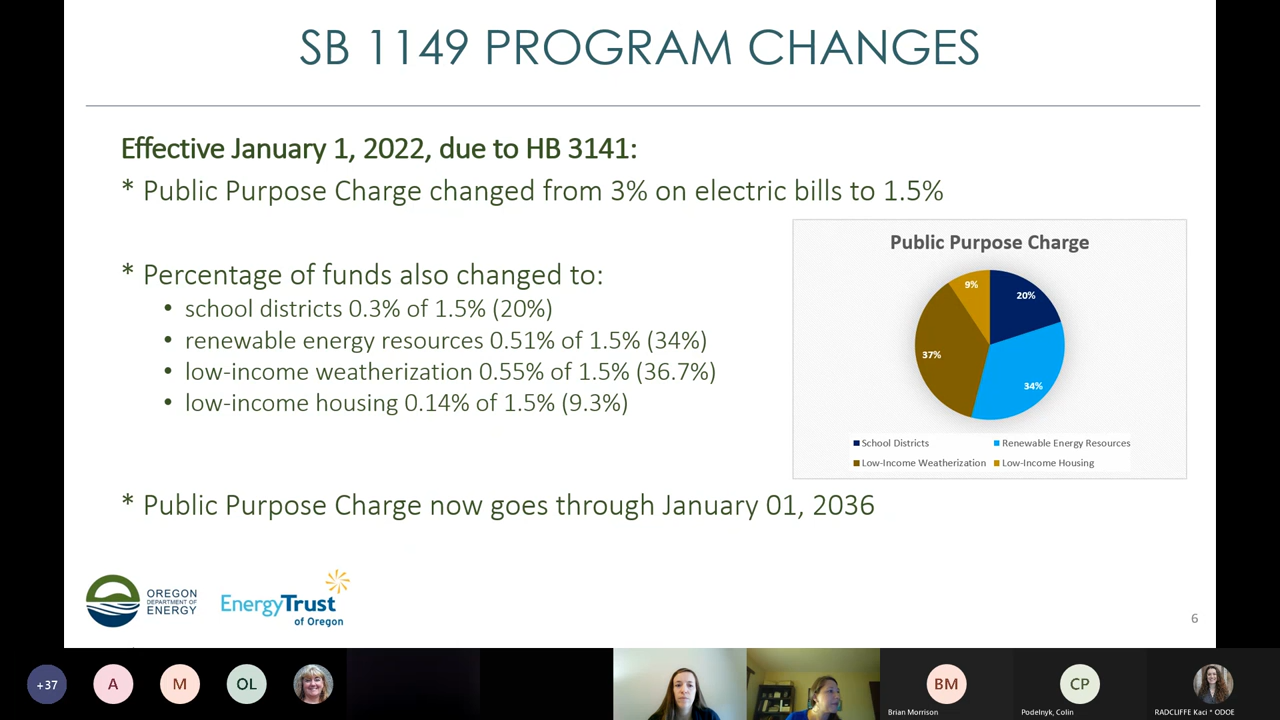 SB 1149 PROGRAM CHANGES
Effective January 1, 2022, due to HB 3141:
* Public Purpose Charge changed from 3% on electric bills to 1.5%
* Percentage of funds also changed to:
• school districts 0.3% of 1.5% (20%)
• renewable energy resources 0.51% of 1.5% (34%)
• low-income weatherization 0.55% of 1.5% (36.7%)
• low-income housing 0.14% of 1.5% (9.3%)
Public Purpose Charge
9%
20%
37%
34%
School Districts
Renewable Energy Resources
Low-Income Weatherization
Low-Income Housing
* Public Purpose Charge now goes through January 01, 2036
OREGON
DEPARTMENT OF
ENERGY
EnergyTrust
of Oregon
6
+37
A
M
OL
BM
CP
Brian Morrison
Podelnyk, Colin
RADCLIFFE Kaci * ODOE